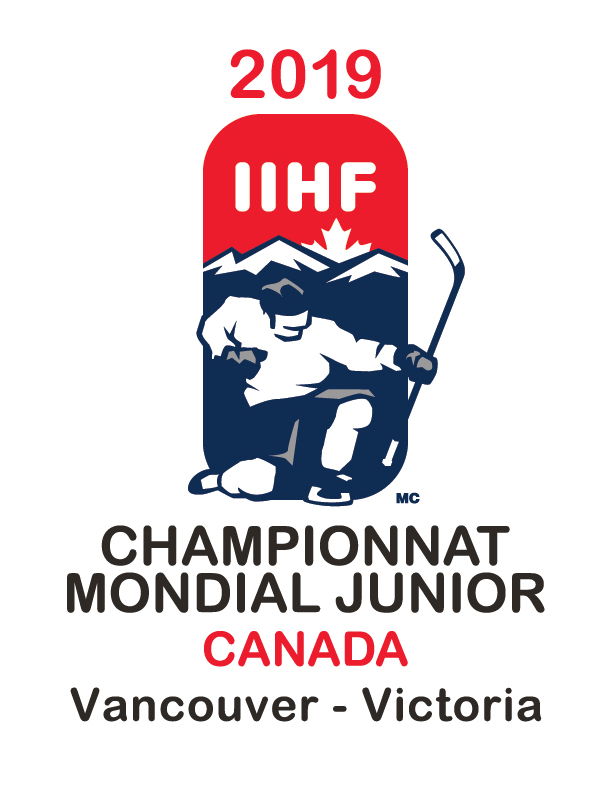 2019
IIHF
MC
CHAMPIONNAT
MONDIAL JUNIOR
CANADA
Vancouver - Victoria